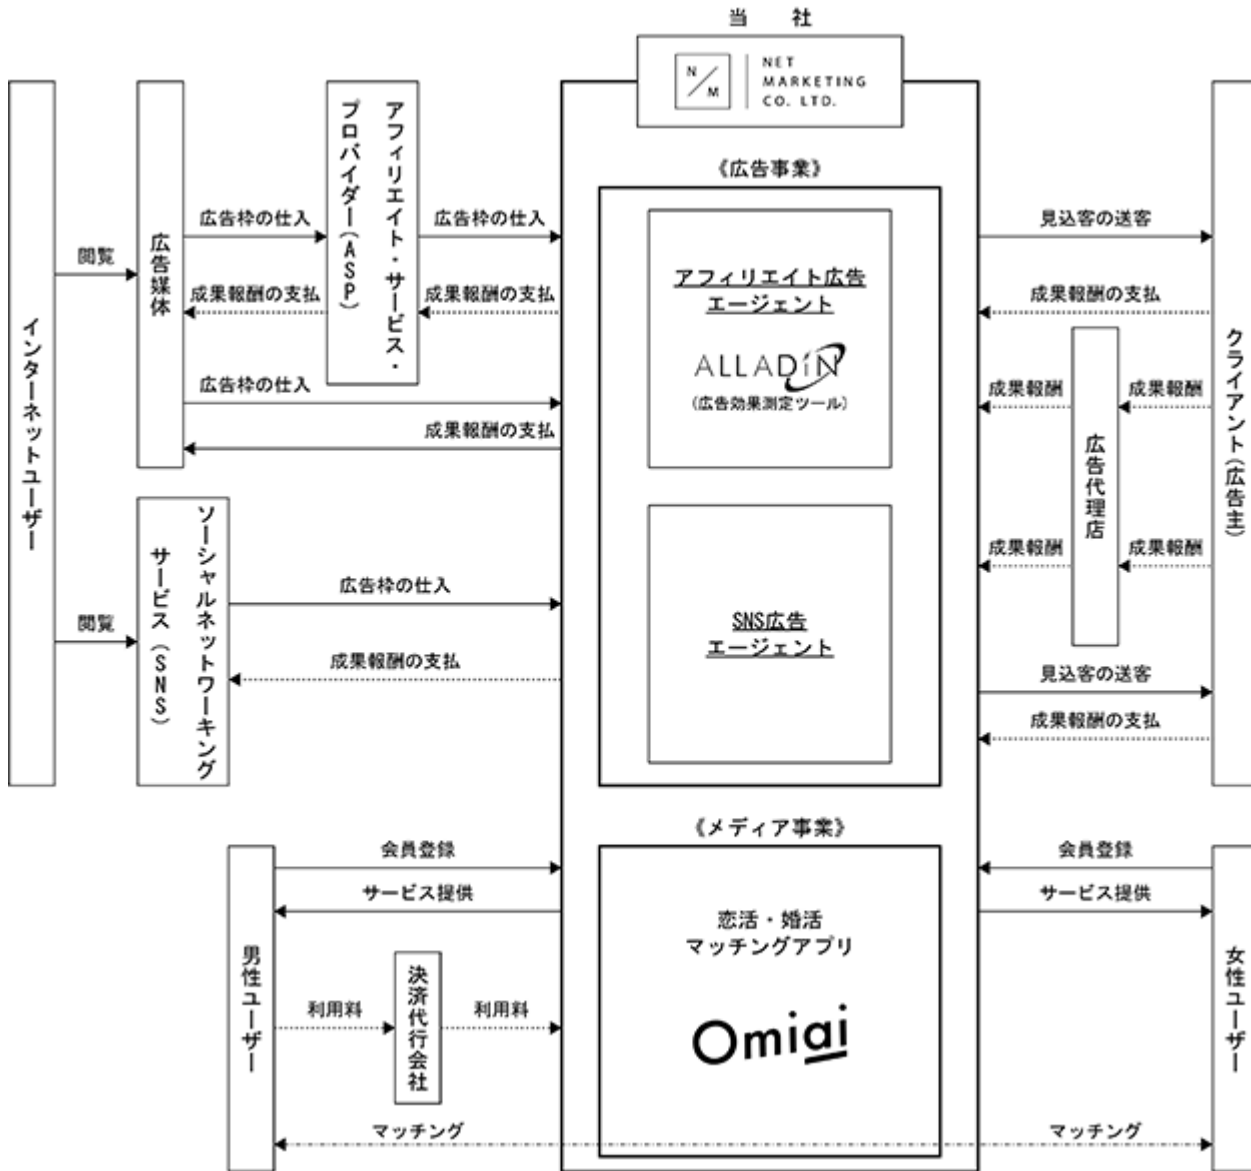 当 社
N/M
NET
MARKETING
CO. LTD.
《広告事業》
インターネットユーザー
閲覧
広告媒体
広告枠の仕入
成果報酬の支払
アフィリエイト・サービス・
プロバイダー(ASP)
広告枠の仕入
成果報酬の支払
広告枠の仕入
成果報酬の支払
アフィリエイト広告
エージェント
ALLADiN
(広告効果測定ツール)
見込客の送客
成果報酬の支払
成果報酬
成果報酬
広告代理店
クライアント(広告主)
成果報酬
成果報酬
閲覧
ソーシャルネットワーキング
サービス(SNS)
広告枠の仕入
成果報酬の支払
SNS広告
エージェント
見込客の送客
成果報酬の支払
《メディア事業》
男性ユーザー
会員登録
サービス提供
利用料
決済代行会社
利用料
マッチング
恋活・婚活
マッチングアプリ
Omiai
会員登録
サービス提供
マッチング
女性ユーザー